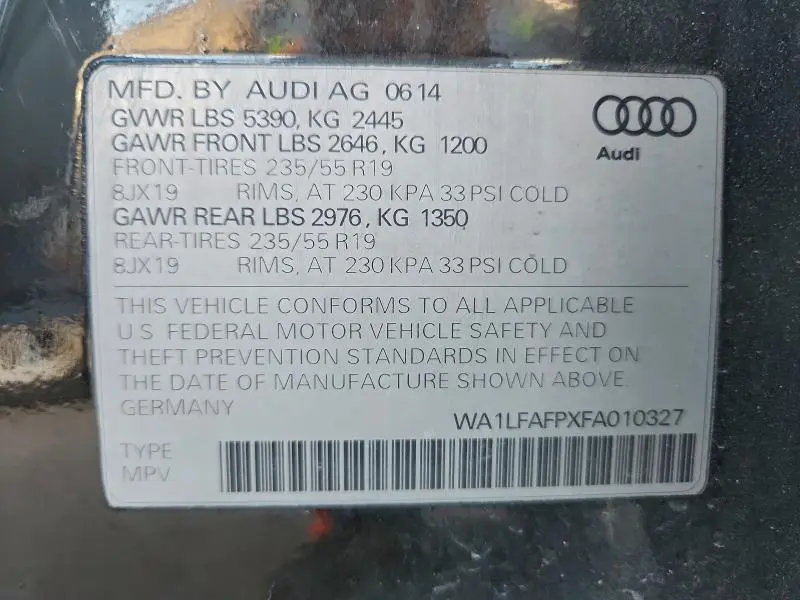 MFD. BY AUDI AG 06 14
GVWR LBS 5390, KG 2445
GAWR FRONT LBS 2646, KG 1200
FRONT-TIRES 235/55 R19
8JX19 RIMS, AT 230 KPA 33 PSI COLD
GAWR REAR LBS 2976, KG 1350
REAR-TIRES 235/55 R19
8JX19 RIMS, AT 230 KPA 33 PSI COLD
Audi
THIS VEHICLE CONFORMS TO ALL APPLICABLE
U.S. FEDERAL MOTOR VEHICLE SAFETY AND
THEFT PREVENTION STANDARDS IN EFFECT ON
THE DATE OF MANUFACTURE SHOWN ABOVE.
GERMANY
WA1LFAFPXFA010327
TYPE
MPV